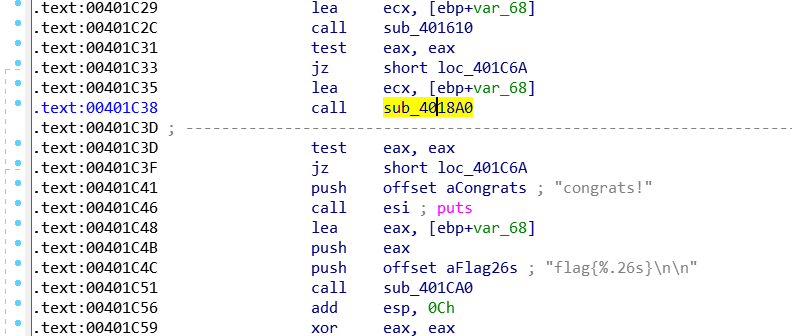 .text:00401C29 lea ecx, [ebp+var_68]
.text:00401C2C call sub_401610
.text:00401C31 test eax, eax
.text:00401C33 jz short loc_401C6A
.text:00401C35 lea ecx, [ebp+var_68]
.text:00401C38 call sub_4018A0
.text:00401C3D ; ---------------------------------------------------------------------------
.text:00401C3D test eax, eax
.text:00401C3F jz short loc_401C6A
.text:00401C41 push offset aCongrats ; "congrats!"
.text:00401C46 call esi ; puts
.text:00401C48 lea eax, [ebp+var_68]
.text:00401C4B push eax
.text:00401C4C push offset aFlag26s ; "flag{%.26s}\n\n"
.text:00401C51 call sub_401CA0
.text:00401C56 add esp, 0Ch
.text:00401C59 xor eax, eax